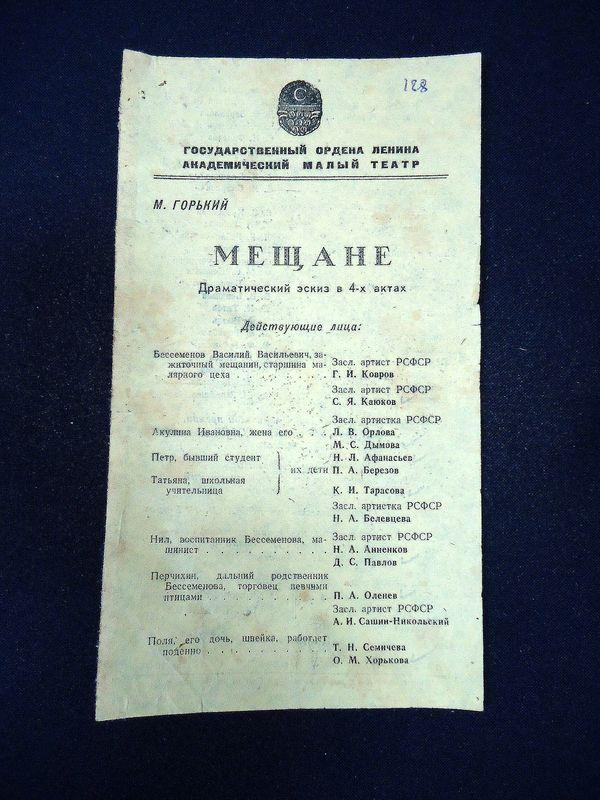 128
С
ГОСУДАРСТВЕННЫЙ ОРДЕНА ЛЕНИНА
АКАДЕМИЧЕСКИЙ МАЛЫЙ ТЕАТР
М. ГОРЬКИЙ
МЕЩАНЕ
Драматический эскиз в 4-х актах
Действующие лица:
Бессеменов Василий Васильевич, за-
житочный мещанин, старшина ма-
лярного цеха . . . . . . . .
Засл. артист РСФСР
Г. И. Ковров
Засл. артист РСФСР
С. Я. Каюков
Засл. артистка РСФСР
Акулина Ивановна, жена его . . . . Л. В. Орлова
М. С. Дымова
Петр, бывший студент
Татьяна, школьная
учительница
их дети
Н. Л. Афанасьев
П. А. Березов
К. И. Тарасова
Засл. артистка РСФСР
Н. А. Белевцева
Нил, воспитанник Бессеменова, ма-
шинист . . . . . . . . . .
Засл. артист РСФСР
Н. А. Анненков
Д. С. Павлов
Перчихин, дальний родственник
Бессеменова, торговец певчими
птицами . . . . . . . . . .
П. А. Оленев
Засл. артист РСФСР
А. И. Сашин-Никольский
Поля, его дочь, швейка, работает
поденно . . . . . . . . . .
Т. Н. Семичева
О. М. Хорькова